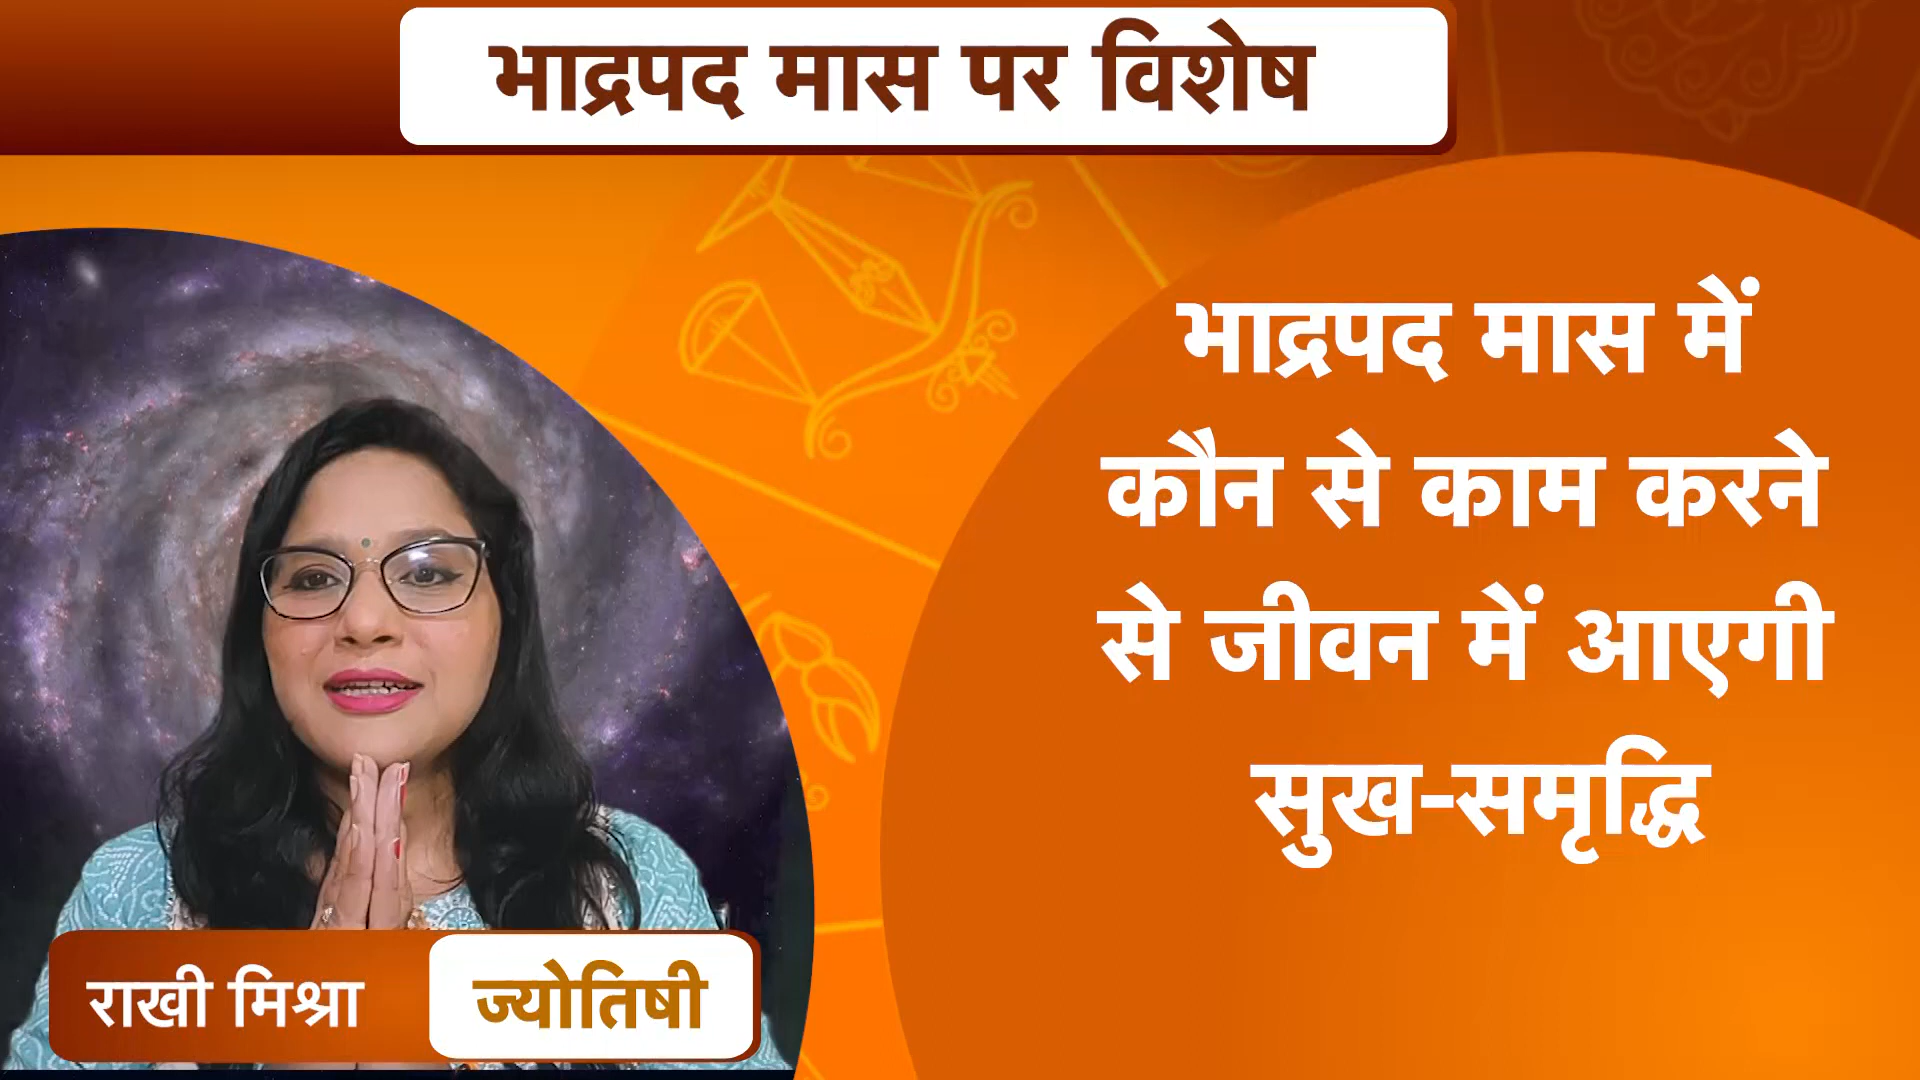 भाद्रपद मास पर विशेष
भाद्रपद मास में
कौन से काम करने
से जीवन में आएगी
सुख-समृद्धि
राखी मिश्रा
ज्योतिषी